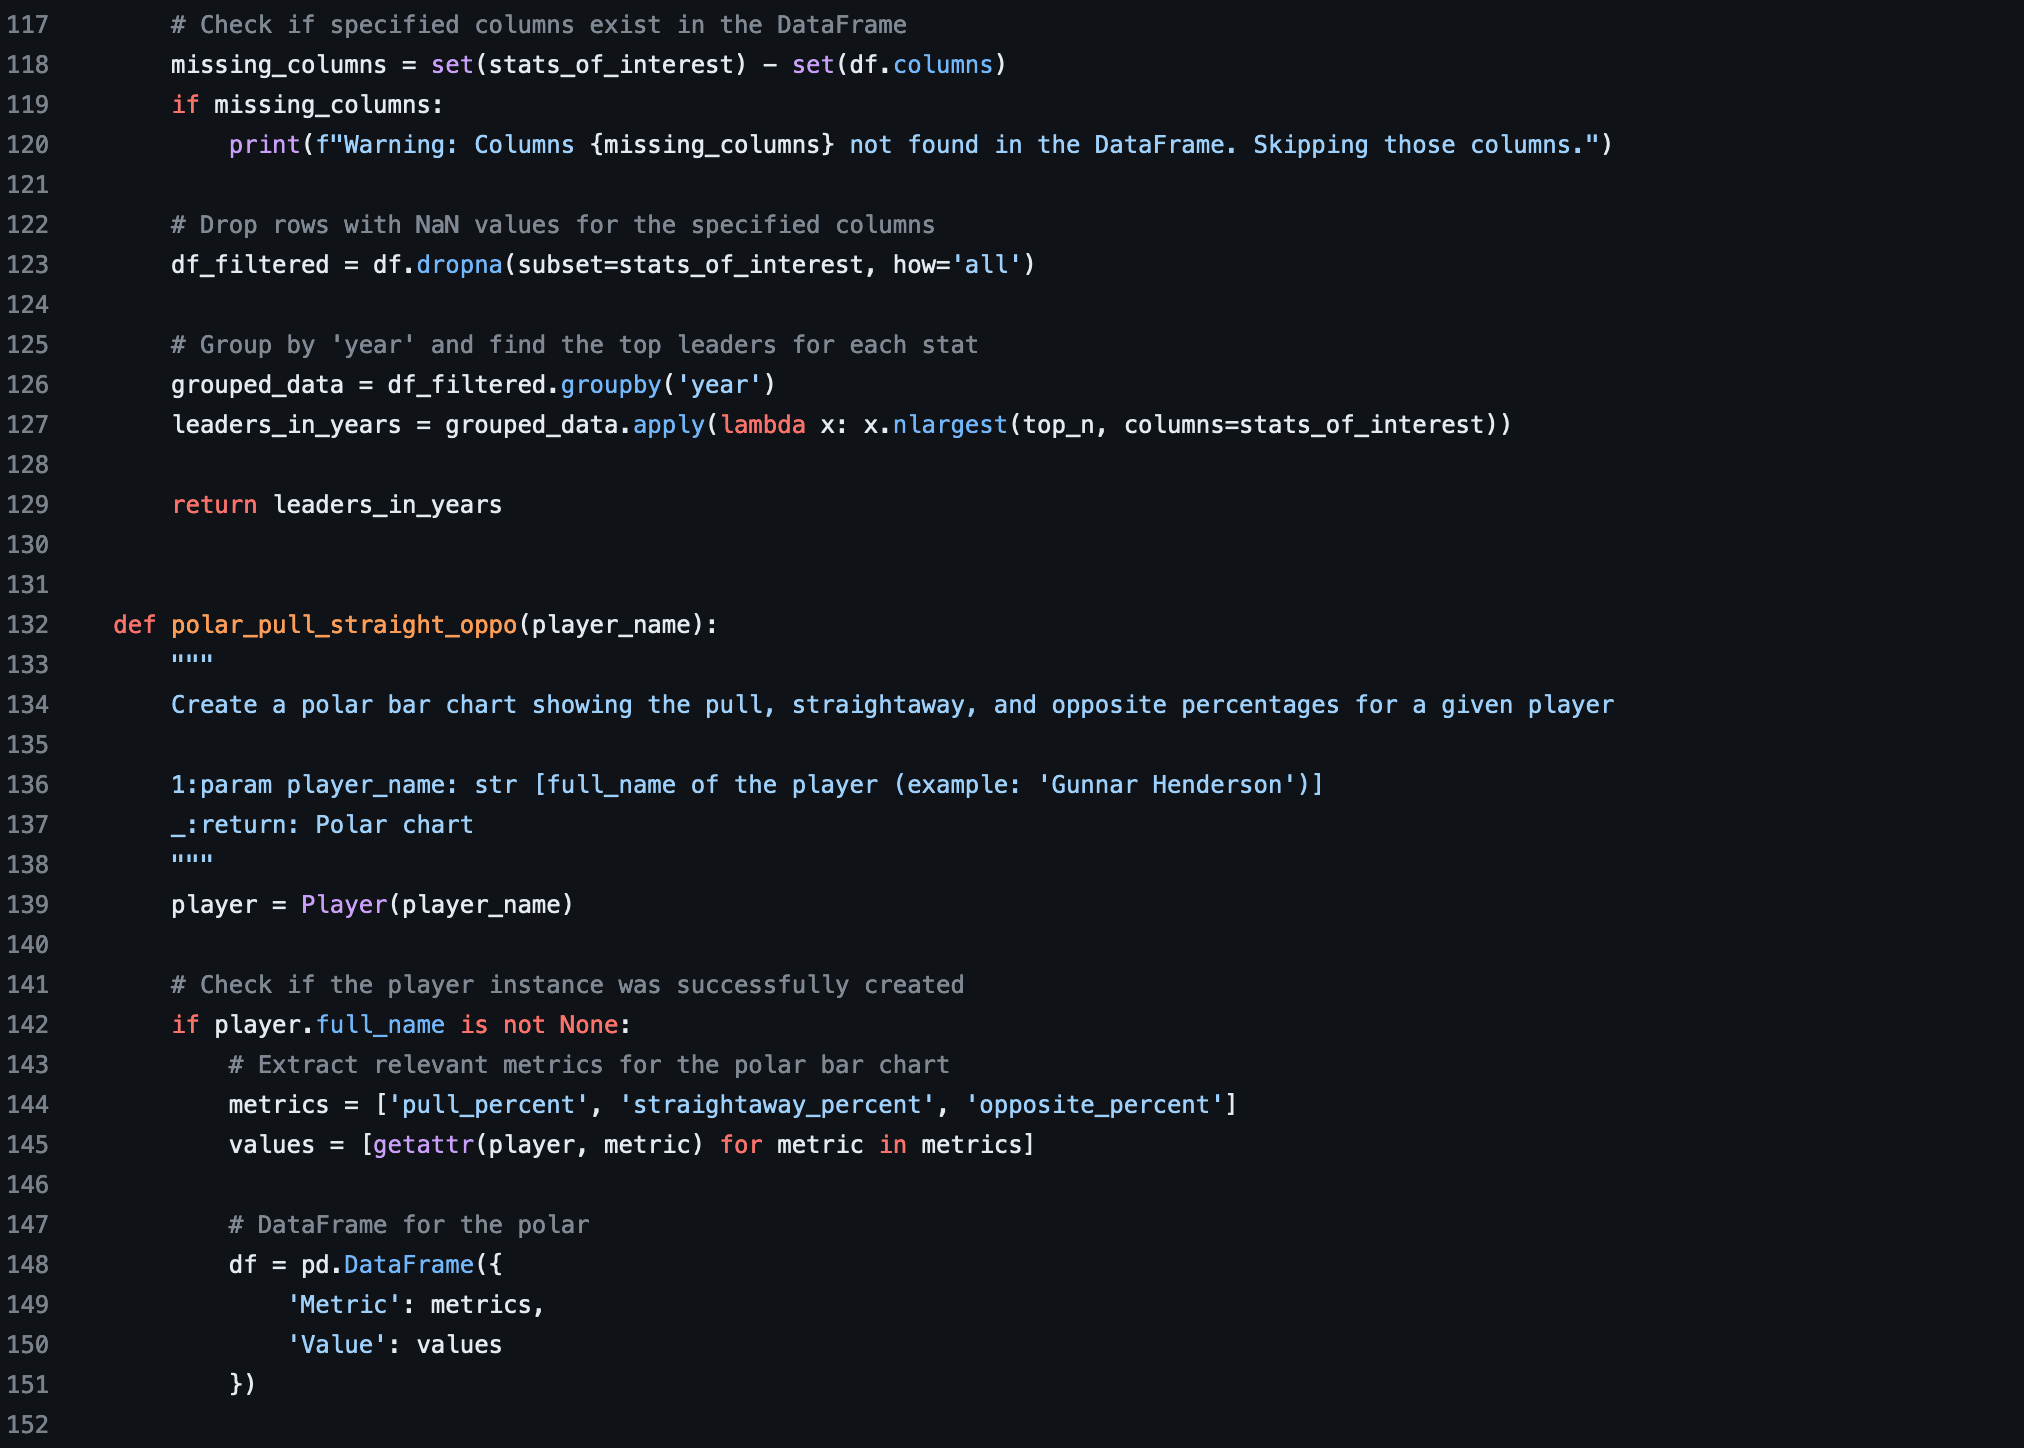 117 # Check if specified columns exist in the DataFrame
118 missing_columns = set(stats_of_interest) - set(df.columns)
119 if missing_columns:
120 print(f"Warning: Columns {missing_columns} not found in the DataFrame. Skipping those columns.")
121
122 # Drop rows with NaN values for the specified columns
123 df_filtered = df.dropna(subset=stats_of_interest, how='all')
124
125 # Group by 'year' and find the top leaders for each stat
126 grouped_data = df_filtered.groupby('year')
127 leaders_in_years = grouped_data.apply(lambda x: x.nlargest(top_n, columns=stats_of_interest))
128
129 return leaders_in_years
130
131
132 def polar_pull_straight_oppo(player_name):
133 """
134 Create a polar bar chart showing the pull, straightaway, and opposite percentages for a given player
135
136 1:param player_name: str [full_name of the player (example: 'Gunnar Henderson')]
137 _:return: Polar chart
138 """
139 player = Player(player_name)
140
141 # Check if the player instance was successfully created
142 if player.full_name is not None:
143 # Extract relevant metrics for the polar bar chart
144 metrics = ['pull_percent', 'straightaway_percent', 'opposite_percent']
145 values = [getattr(player, metric) for metric in metrics]
146
147 # DataFrame for the polar
148 df = pd.DataFrame({
149 'Metric': metrics,
150 'Value': values
151 })
152